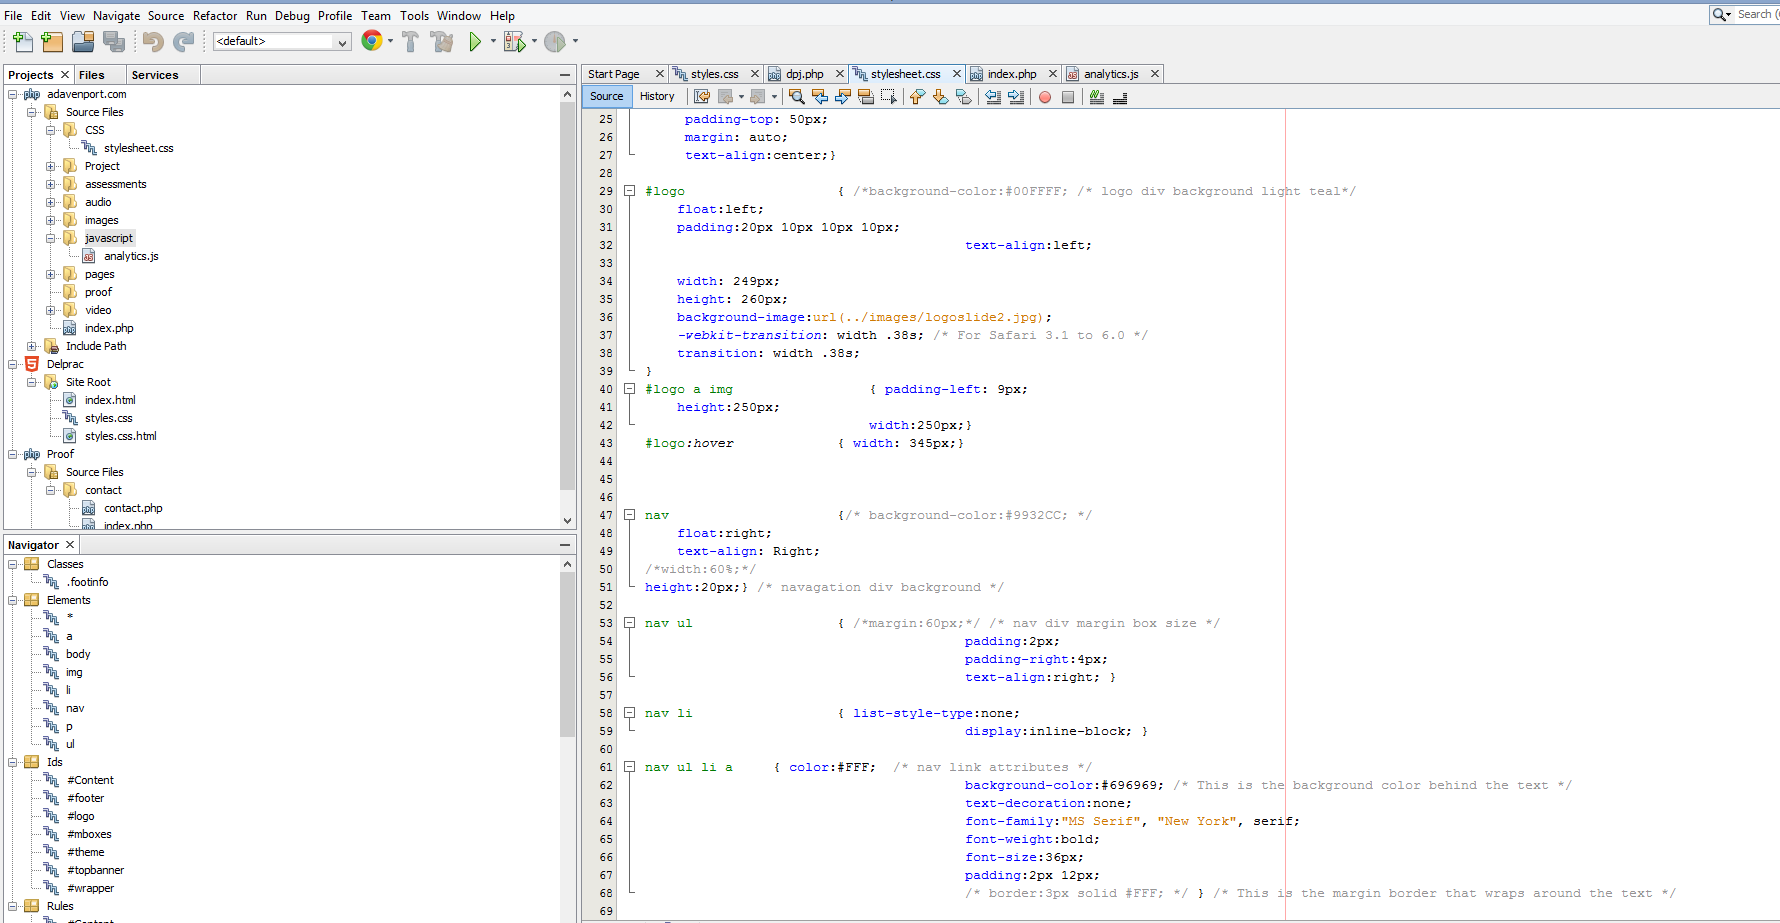 File Edit View Navigate Source Refactor Run Debug Profile Team Tools Window Help
Search (
<default>
Projects Files Services
adavenport.com
Source Files
CSS
stylesheet.css
Project
assessments
audio
images
javascript
analytics.js
pages
proof
video
index.php
Include Path
Delprac
Site Root
index.html
styles.css
styles.css.html
Proof
Source Files
contact
contact.php
index.php
Navigator
Classes
.footinfo
Elements
*
a
body
img
li
nav
p
ul
Ids
#Content
#footer
#logo
#mboxes
#theme
#topbanner
#wrapper
Rules
#Content
Start Page styles.css dpj.php stylesheet.css index.php analytics.js
Source History
25 padding-top: 50px;
26 margin: auto;
27 text-align:center;}
28
29 #logo { /*background-color:#00FFFF; /* logo div background light teal*/
30 float:left;
31 padding:20px 10px 10px 10px;
32 text-align:left;
33
34 width: 249px;
35 height: 260px;
36 background-image:url(../images/logoslide2.jpg);
37 -webkit-transition: width .38s; /* For Safari 3.1 to 6.0 */
38 transition: width .38s;
39 }
40 #logo a img { padding-left: 9px;
41 height:250px;
42 width:250px;}
43 #logo:hover { width: 345px;}
44
45
46
47 nav {/* background-color:#9932CC; */
48 float:right;
49 text-align: Right;
50 /*width:60%;*/
51 height:20px;} /* navagation div background */
52
53 nav ul { /*margin:60px;*/ /* nav div margin box size */
54 padding:2px;
55 padding-right:4px;
56 text-align:right; }
57
58 nav li { list-style-type:none;
59 display:inline-block; }
60
61 nav ul li a { color:#FFF; /* nav link attributes */
62 background-color:#696969; /* This is the background color behind the text */
63 text-decoration:none;
64 font-family:"MS Serif", "New York", serif;
65 font-weight:bold;
66 font-size:36px;
67 padding:2px 12px;
68 /* border:3px solid #FFF; */ } /* This is the margin border that wraps around the text */
69